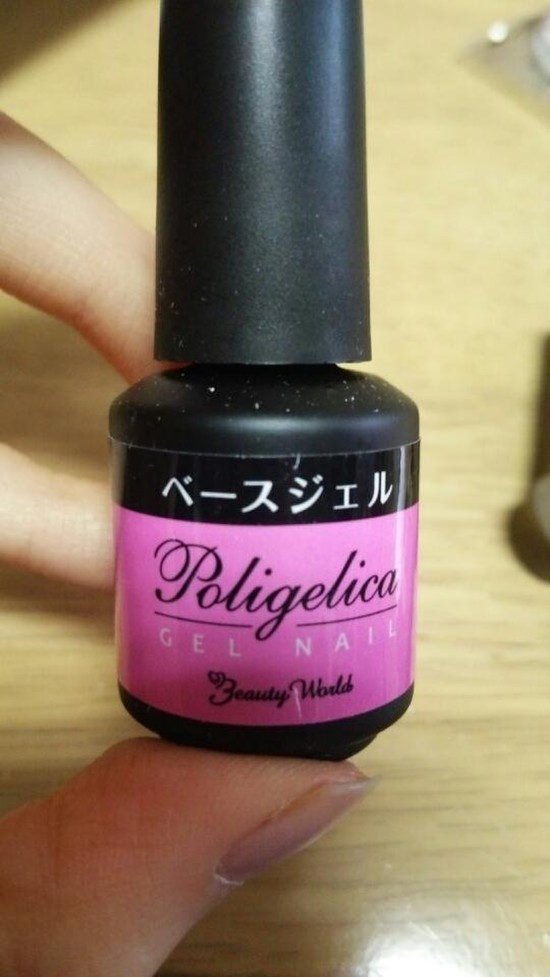 ベースジェル
Poligelica
GEL NAIL
Beauty World